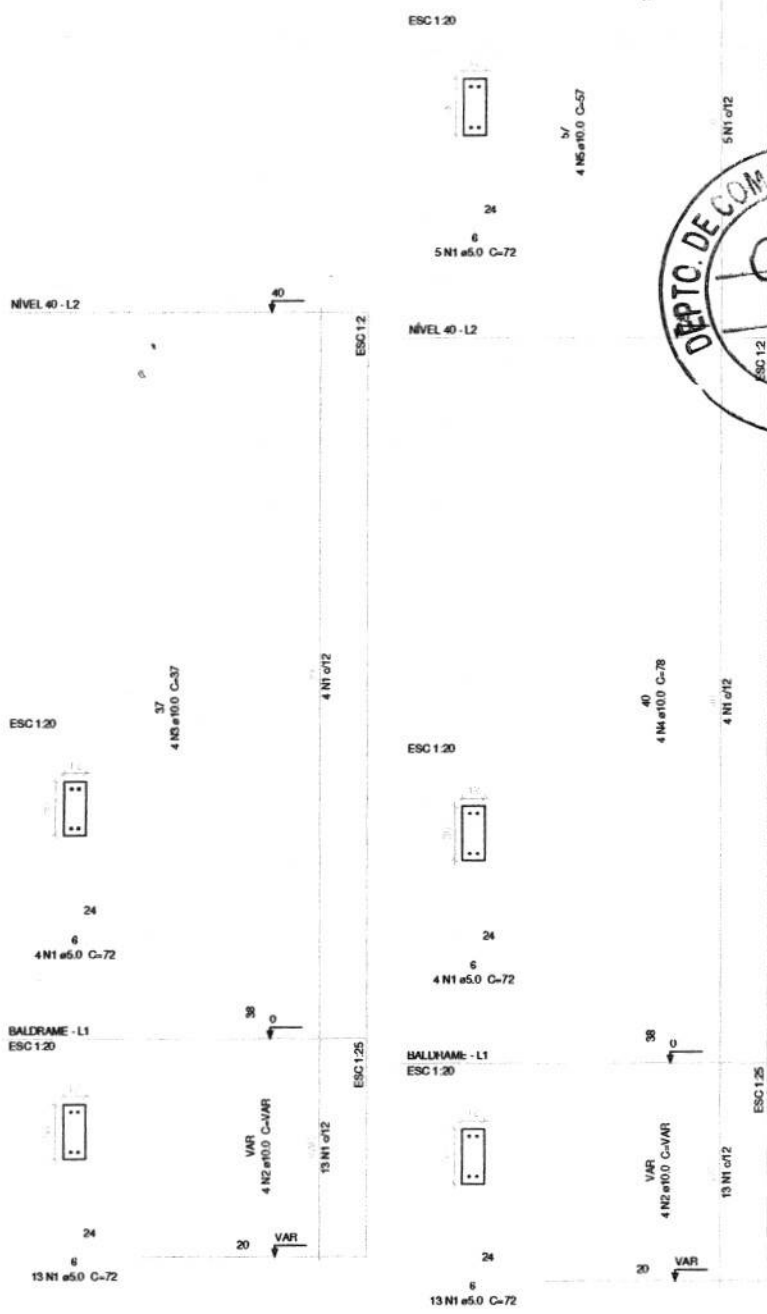 ESC 1:20
57
4 N5 ø10.0 C=57
5 N1 c/12
24
6
5 N1 ø5.0 C=72
DEPTO. DE COM
NÍVEL 40 - L2
40
ESC 1:2
NÍVEL 40 - L2
ESC 1:2
37
4 N3 ø10.0 C=37
4 N1 c/12
ESC 1:20
24
6
4 N1 ø5.0 C=72
40
4 N4 ø10.0 C=78
4 N1 c/12
ESC 1:20
24
6
4 N1 ø5.0 C=72
38
0
BALDRAME - L1
ESC 1:20
ESC 1:25
VAR
4 N2 ø10.0 C=VAR
13 N1 c/12
24
20
VAR
6
13 N1 ø5.0 C=72
38
0
BALDRAME - L1
ESC 1:20
ESC 1:25
VAR
4 N2 ø10.0 C=VAR
13 N1 c/12
24
20
VAR
6
13 N1 ø5.0 C=72